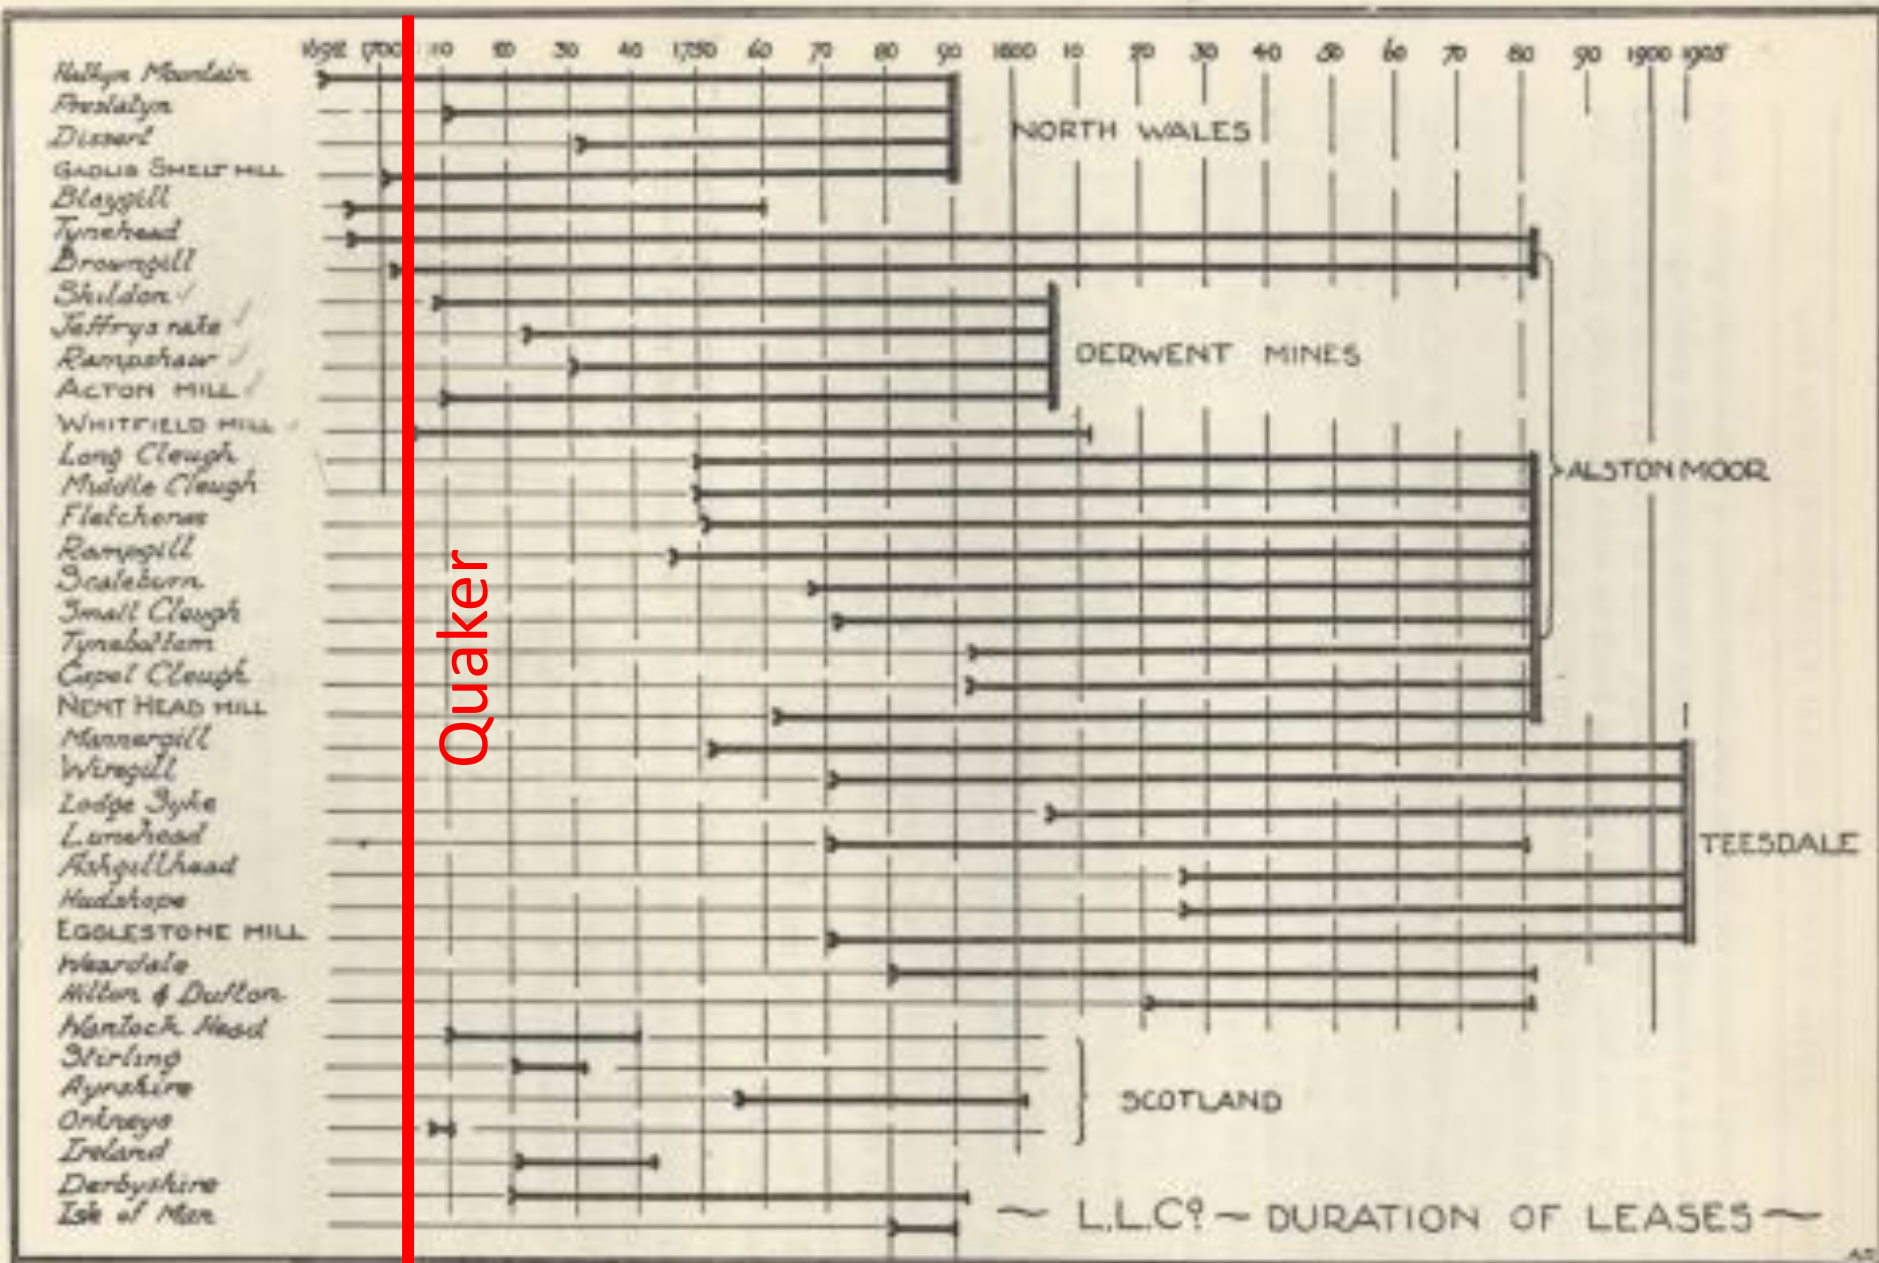 1692 1700 10 20 30 40 1750 60 70 80 90 1800 10 20 30 40 50 60 70 80 90 1900 1905
Halkyn Mountain
Prestatyn
Dissert
GADLIS SMELT MILL
Blaygill
Tynehead
Browngill
Shildon ✓
Jeffrys rake ✓
Rampshaw ✓
ACTON MILL ✓
WHITFIELD MILL ✓
Long Cleugh
Middle Cleugh
Fletcheras
Rampgill
Scaleburn
Small Cleugh
Tynebottom
Capel Cleugh
NENT HEAD MILL
Mannergill
Wiregill
Lodge Syke
Lunehead
Ashgillhead
Hudshope
EGGLESTONE MILL
Weardale
Hilton & Dufton
Wanlock Head
Stirling
Ayrshire
Orkneys
Ireland
Derbyshire
Isle of Man
NORTH WALES
DERWENT MINES
ALSTON MOOR
TEESDALE
SCOTLAND
Quaker
~ L.L.Cº. ~ DURATION OF LEASES ~